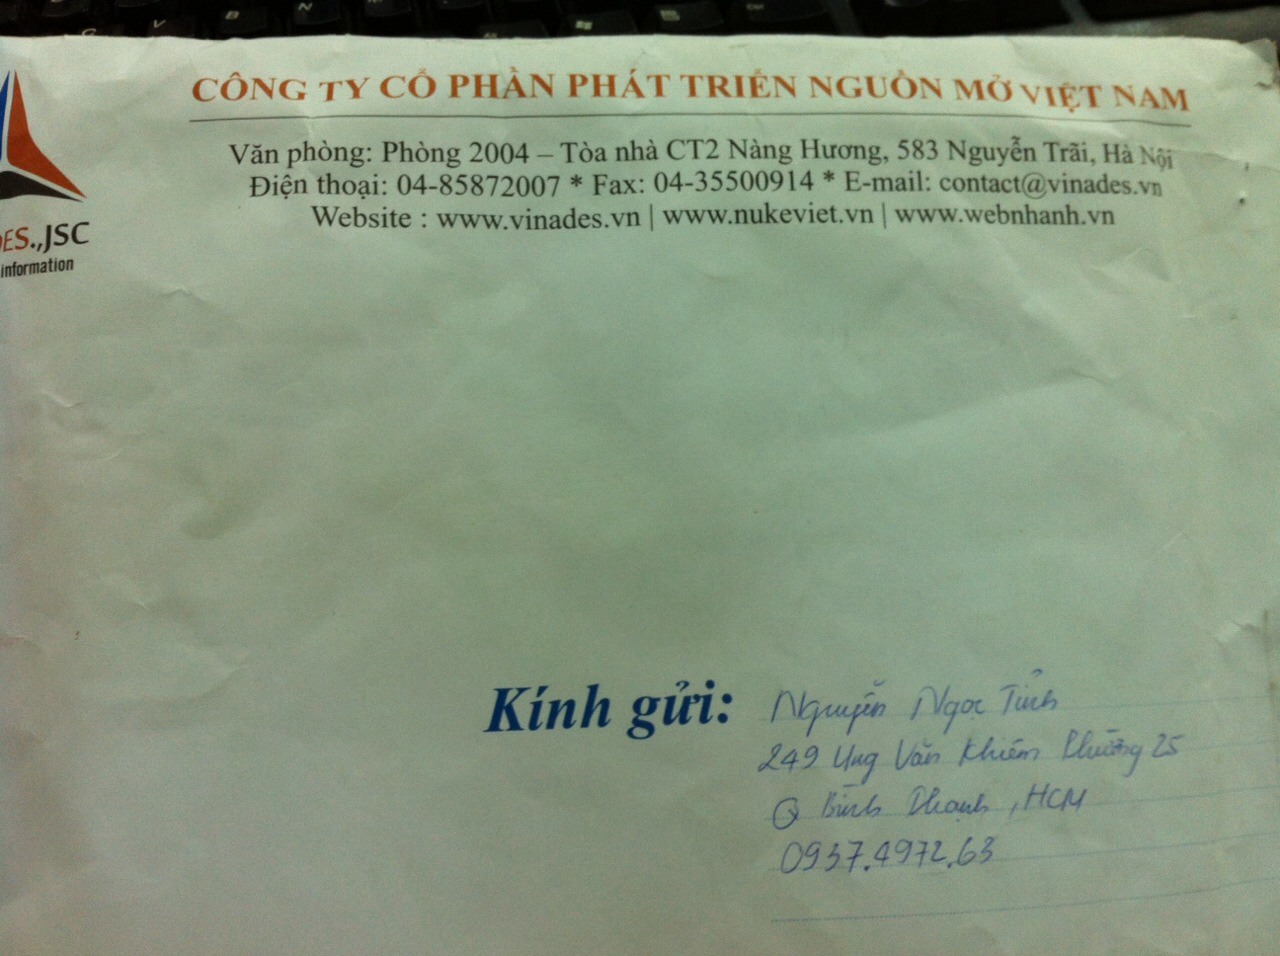 CÔNG TY CỔ PHẦN PHÁT TRIỂN NGUỒN MỞ VIỆT NAM
Văn phòng: Phòng 2004 – Tòa nhà CT2 Nàng Hương, 583 Nguyễn Trãi, Hà Nội
Điện thoại: 04-85872007 * Fax: 04-35500914 * E-mail: contact@vinades.vn
Website : www.vinades.vn | www.nukeviet.vn | www.webnhanh.vn
DES.,JSC
information
Kính gửi: Nguyễn Ngọc Tỉnh
249 Ung Văn Khiêm Phường 25
Q Bình Thạnh, HCM
0937.4972.63